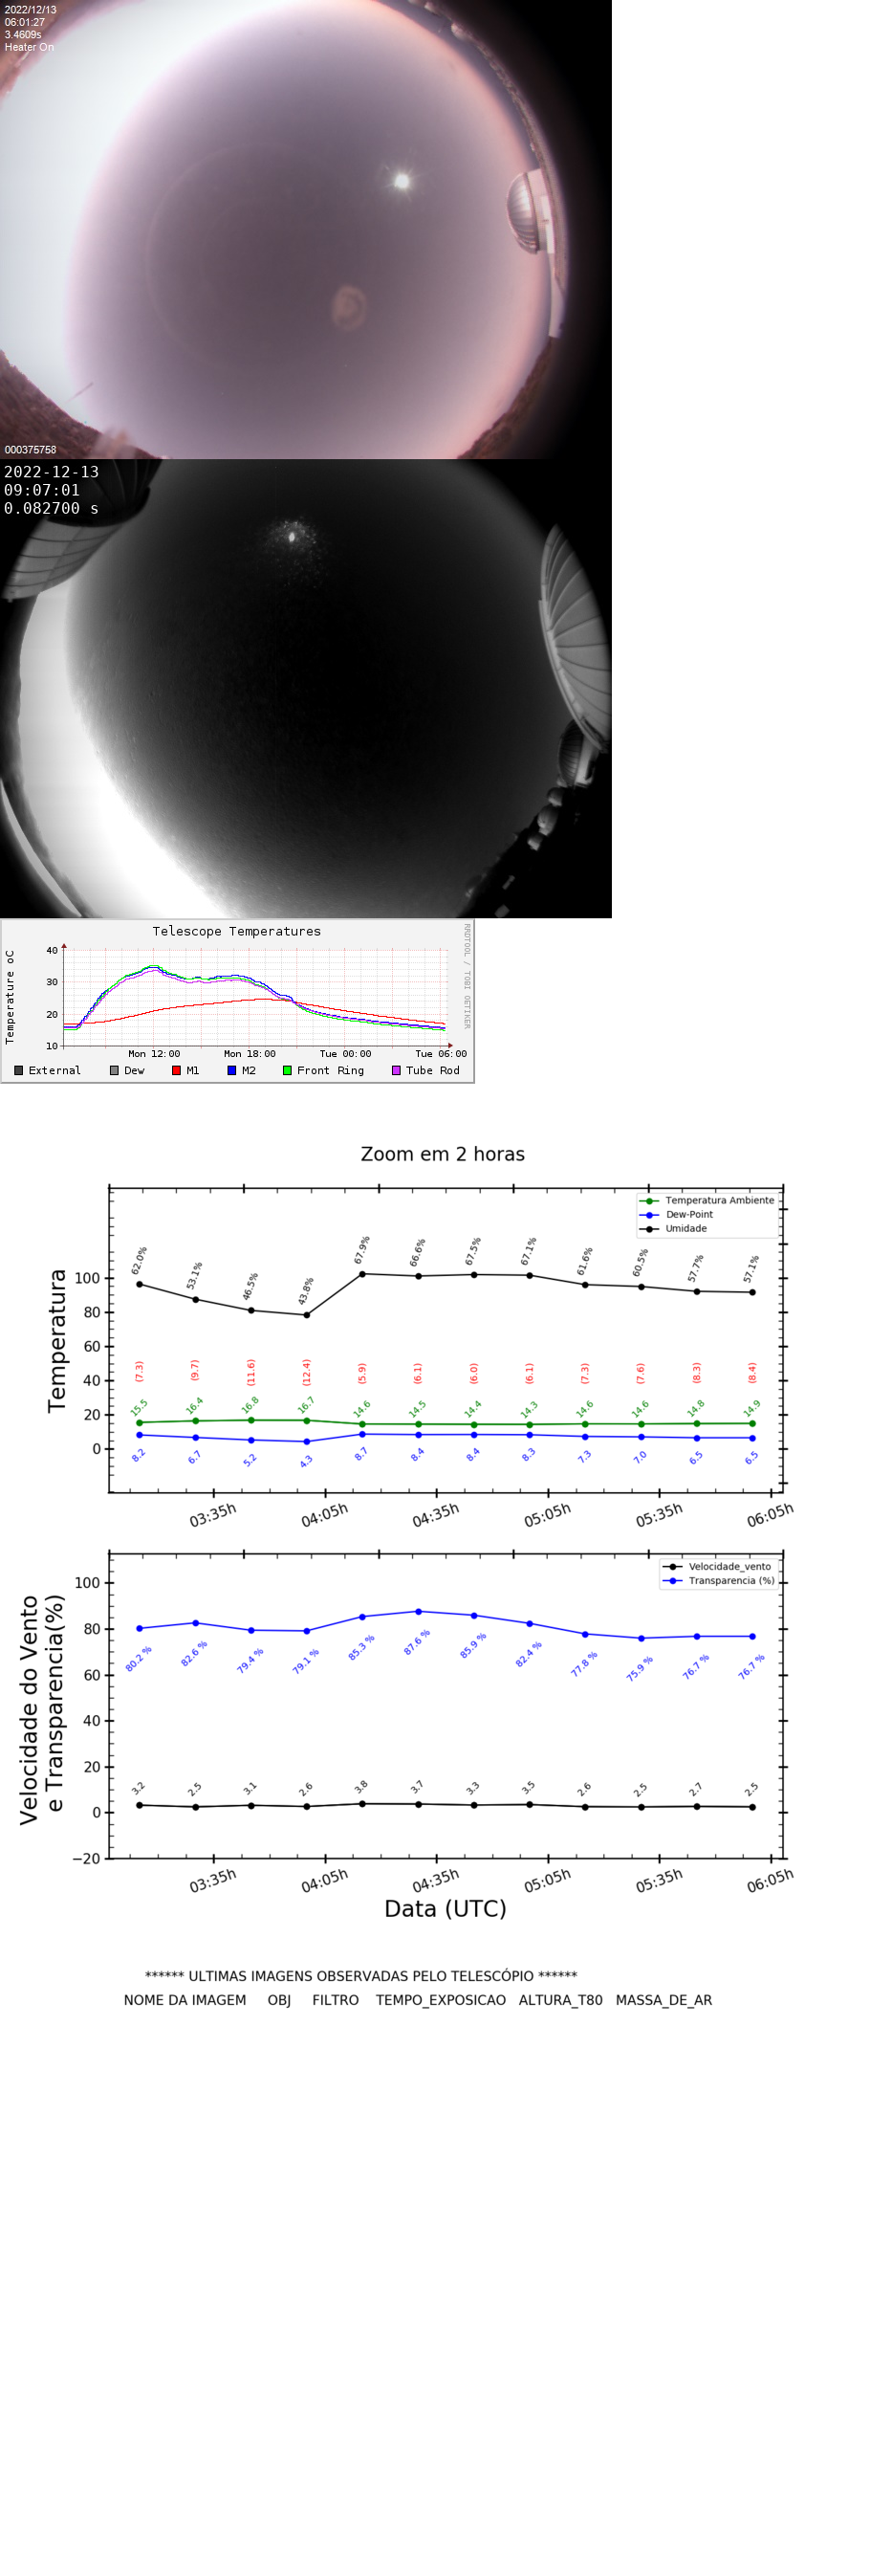 2022/12/13
06:01:27
3.4609s
Heater On
000375758
2022-12-13
09:07:01
0.082700 s
Telescope Temperatures
RRDTOOL / TOBI OETIKER
Temperature oC
40
30
20
10
Mon 12:00 Mon 18:00 Tue 00:00 Tue 06:00
External Dew M1 M2 Front Ring Tube Rod
Zoom em 2 horas
Temperatura Ambiente
Dew-Point
Umidade
Temperatura
62.0% 53.1% 46.5% 43.8% 67.9% 66.6% 67.5% 67.1% 61.6% 60.5% 57.7% 57.1%
100
80
60
40
20
0
(7.3) (9.7) (11.6) (12.4) (5.9) (6.1) (6.0) (6.1) (7.3) (7.6) (8.3) (8.4)
15.5 16.4 16.8 16.7 14.6 14.5 14.4 14.3 14.6 14.6 14.8 14.9
8.2 6.7 5.2 4.3 8.7 8.4 8.4 8.3 7.3 7.0 6.5 6.5
03:35h 04:05h 04:35h 05:05h 05:35h 06:05h
Velocidade_vento
Transparencia (%)
Velocidade do Vento
e Transparencia(%)
100
80
60
40
20
0
−20
80.2 % 82.6 % 79.4 % 79.1 % 85.3 % 87.6 % 85.9 % 82.4 % 77.8 % 75.9 % 76.7 % 76.7 %
3.2 2.5 3.1 2.6 3.8 3.7 3.3 3.5 2.6 2.5 2.7 2.5
03:35h 04:05h 04:35h 05:05h 05:35h 06:05h
Data (UTC)
****** ULTIMAS IMAGENS OBSERVADAS PELO TELESCÓPIO ******
NOME DA IMAGEM OBJ FILTRO TEMPO_EXPOSICAO ALTURA_T80 MASSA_DE_AR